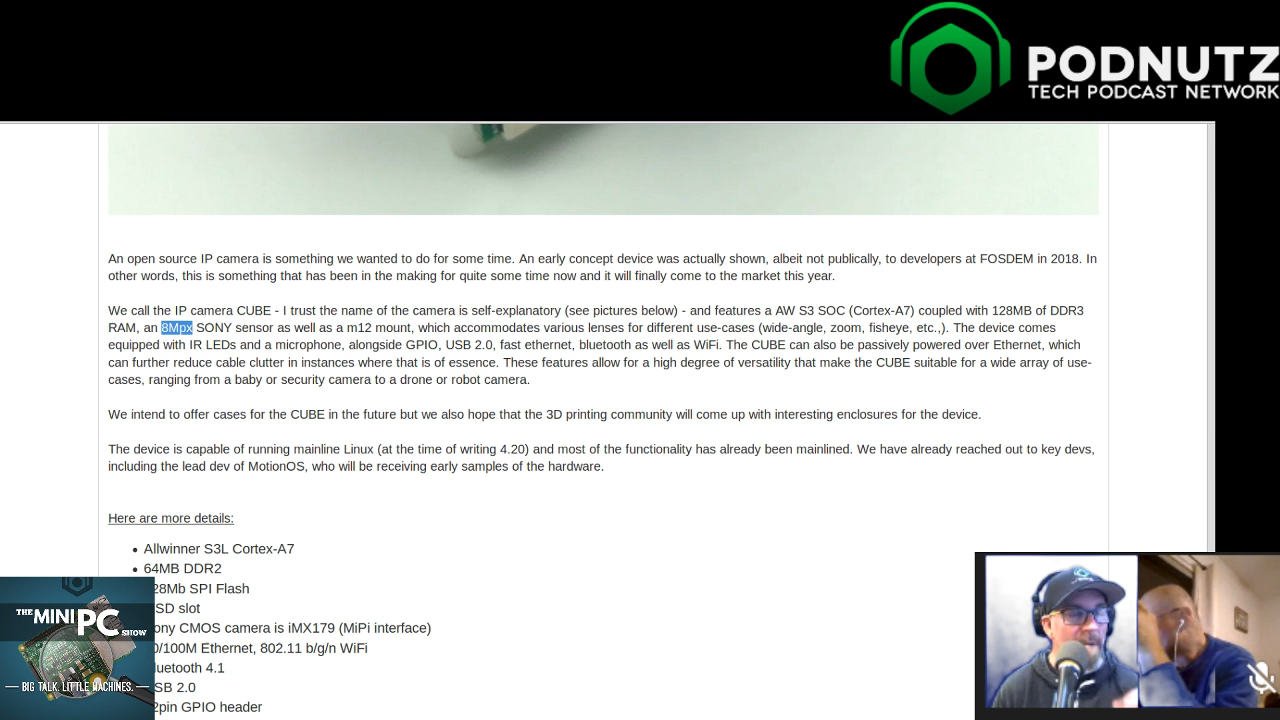 PODNUTZ
TECH PODCAST NETWORK
An open source IP camera is something we wanted to do for some time. An early concept device was actually shown, albeit not publically, to developers at FOSDEM in 2018. In
other words, this is something that has been in the making for quite some time now and it will finally come to the market this year.
We call the IP camera CUBE - I trust the name of the camera is self-explanatory (see pictures below) - and features a AW S3 SOC (Cortex-A7) coupled with 128MB of DDR3
RAM, an 8Mpx SONY sensor as well as a m12 mount, which accommodates various lenses for different use-cases (wide-angle, zoom, fisheye, etc.,). The device comes
equipped with IR LEDs and a microphone, alongside GPIO, USB 2.0, fast ethernet, bluetooth as well as WiFi. The CUBE can also be passively powered over Ethernet, which
can further reduce cable clutter in instances where that is of essence. These features allow for a high degree of versatility that make the CUBE suitable for a wide array of use-
cases, ranging from a baby or security camera to a drone or robot camera.
We intend to offer cases for the CUBE in the future but we also hope that the 3D printing community will come up with interesting enclosures for the device.
The device is capable of running mainline Linux (at the time of writing 4.20) and most of the functionality has already been mainlined. We have already reached out to key devs,
including the lead dev of MotionOS, who will be receiving early samples of the hardware.
Here are more details:
• Allwinner S3L Cortex-A7
• 64MB DDR2
28Mb SPI Flash
SD slot
ony CMOS camera is iMX179 (MiPi interface)
0/100M Ethernet, 802.11 b/g/n WiFi
luetooth 4.1
SB 2.0
2pin GPIO header
THE MINI PC SHOW
BIG TALK. LITTLE MACHINES.